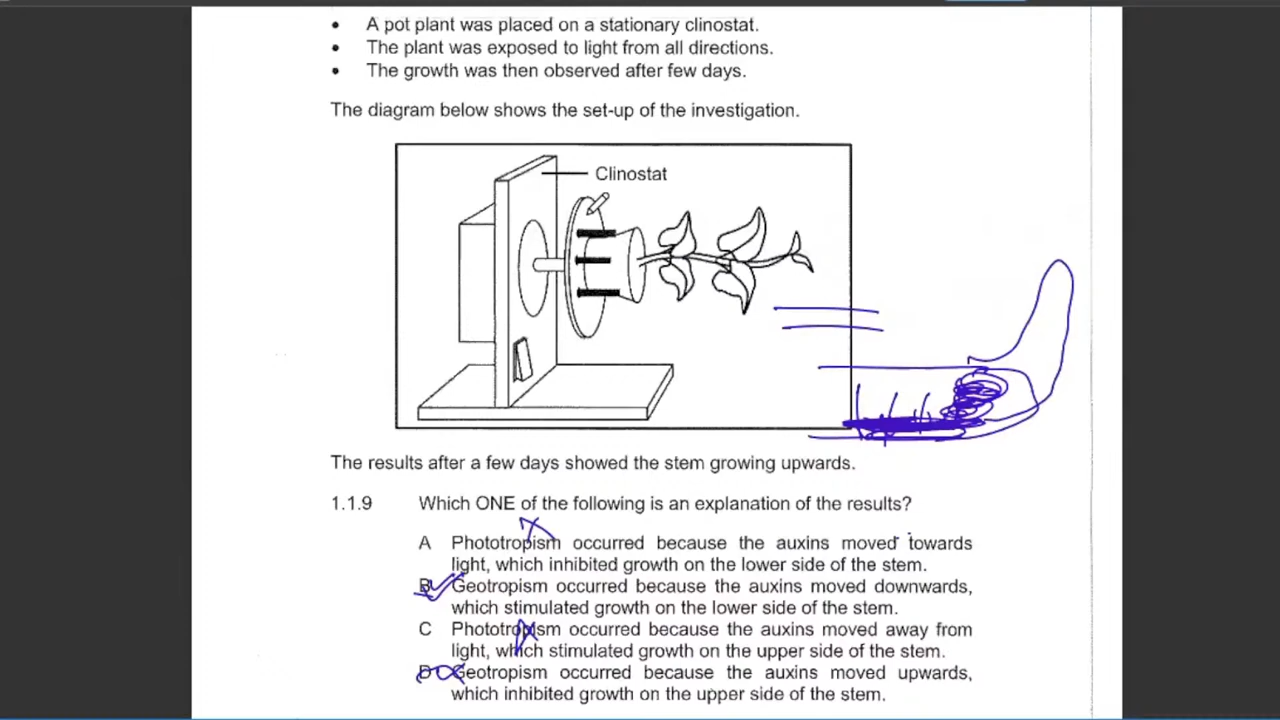 • A pot plant was placed on a stationary clinostat.
• The plant was exposed to light from all directions.
• The growth was then observed after few days.
The diagram below shows the set-up of the investigation.
Clinostat
The results after a few days showed the stem growing upwards.
1.1.9 Which ONE of the following is an explanation of the results?
A Phototropism occurred because the auxins moved towards
light, which inhibited growth on the lower side of the stem.
B Geotropism occurred because the auxins moved downwards,
which stimulated growth on the lower side of the stem.
C Phototropism occurred because the auxins moved away from
light, which stimulated growth on the upper side of the stem.
D Geotropism occurred because the auxins moved upwards,
which inhibited growth on the upper side of the stem.